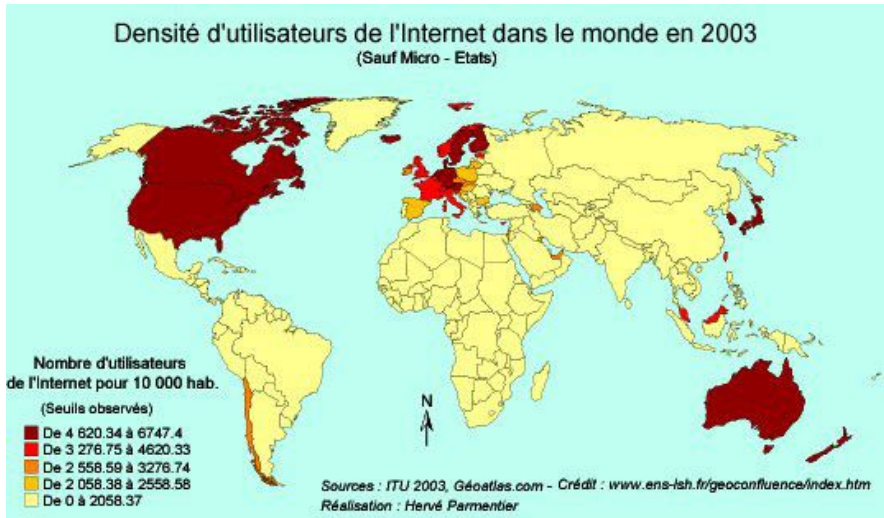 Densité d'utilisateurs de l'Internet dans le monde en 2003
(Sauf Micro - Etats)
Nombre d'utilisateurs
de l'Internet pour 10 000 hab.
(Seuils observés)
De 4 620.34 à 6747.4
De 3 276.75 à 4620.33
De 2 558.59 à 3276.74
De 2 058.38 à 2558.58
De 0 à 2058.37
N
Sources : ITU 2003, Géoatlas.com - Crédit : www.ens-lsh.fr/geoconfluence/index.htm
Réalisation : Hervé Parmentier